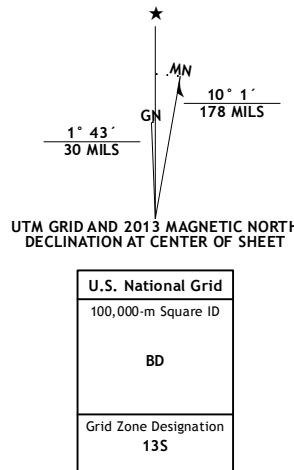 ★
MN
GN
10° 1´
178 MILS
1° 43´
30 MILS
UTM GRID AND 2013 MAGNETIC NORTH
DECLINATION AT CENTER OF SHEET
U.S. National Grid
100,000-m Square ID
BD
Grid Zone Designation
13S